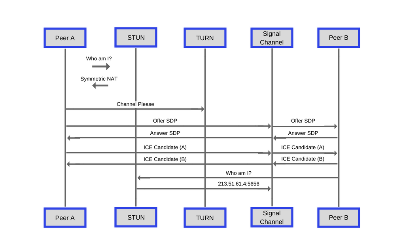 Peer A
STUN
TURN
Signal
Channel
Peer B
Who am I?
Symmetric NAT
Channel Please
Offer SDP
Offer SDP
Answer SDP
Answer SDP
ICE Candidate (A)
ICE Candidate (A)
ICE Candidate (B)
ICE Candidate (B)
Who am I?
Peer A
STUN
TURN
Signal
Channel
Peer B